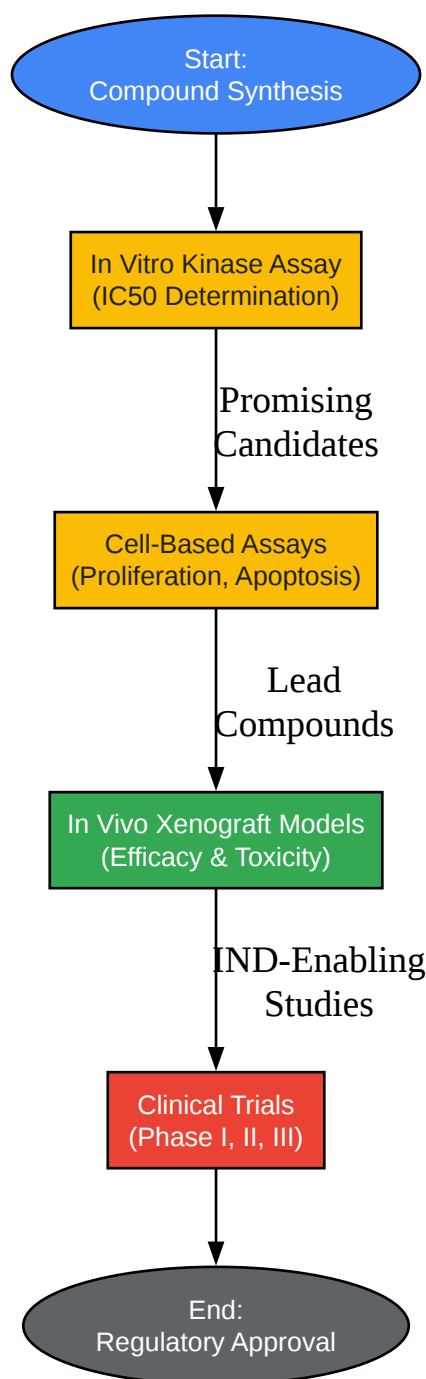 Start:
Compound Synthesis
In Vitro Kinase Assay
(IC50 Determination)
Promising
Candidates
Cell-Based Assays
(Proliferation, Apoptosis)
Lead
Compounds
In Vivo Xenograft Models
(Efficacy & Toxicity)
IND-Enabling
Studies
Clinical Trials
(Phase I, II, III)
End:
Regulatory Approval